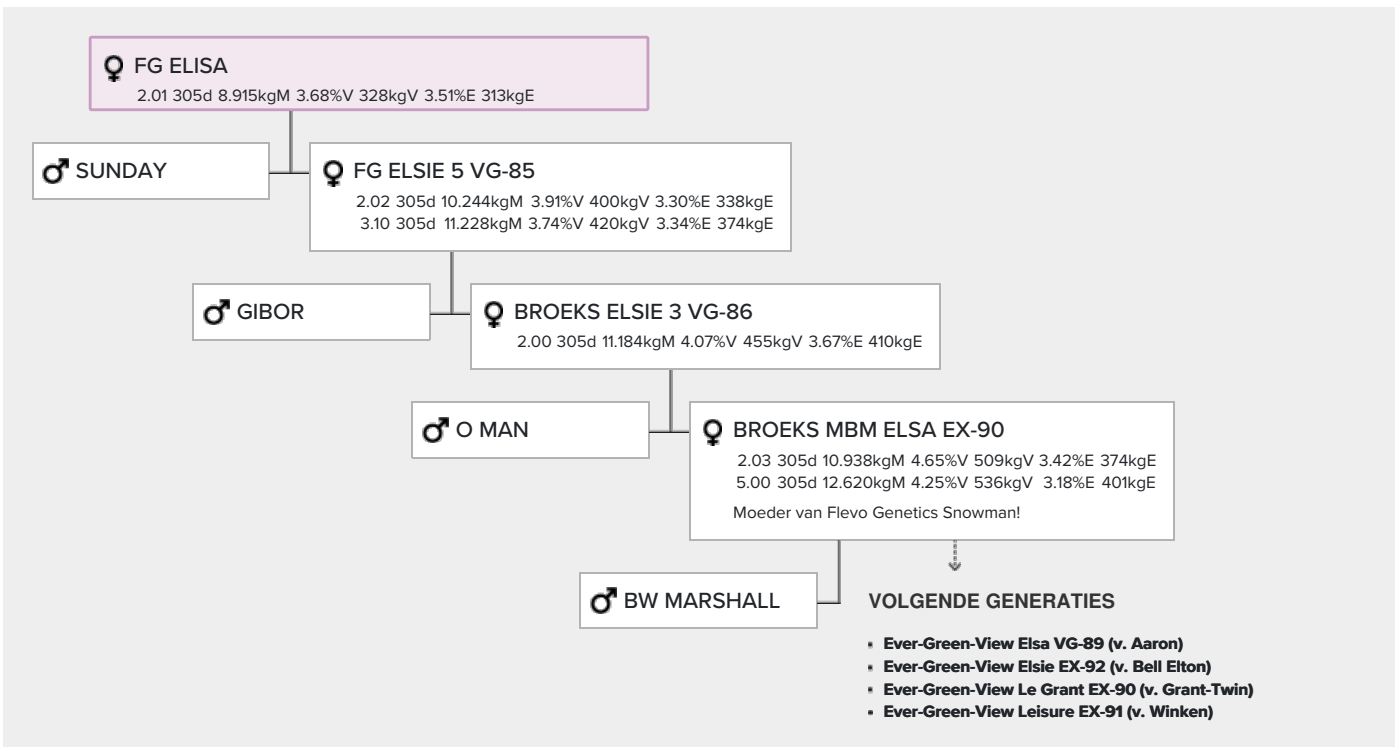 ♀ FG ELISA
2.01 305d 8.915kgM 3.68%V 328kgV 3.51%E 313kgE
♂ SUNDAY
♀ FG ELSIE 5 VG-85
2.02 305d 10.244kgM 3.91%V 400kgV 3.30%E 338kgE
3.10 305d 11.228kgM 3.74%V 420kgV 3.34%E 374kgE
♂ GIBOR
♀ BROEKS ELSIE 3 VG-86
2.00 305d 11.184kgM 4.07%V 455kgV 3.67%E 410kgE
♂ O MAN
♀ BROEKS MBM ELSA EX-90
2.03 305d 10.938kgM 4.65%V 509kgV 3.42%E 374kgE
5.00 305d 12.620kgM 4.25%V 536kgV 3.18%E 401kgE
Moeder van Flevo Genetics Snowman!
♂ BW MARSHALL
VOLGENDE GENERATIES
▪ Ever-Green-View Elsa VG-89 (v. Aaron)
▪ Ever-Green-View Elsie EX-92 (v. Bell Elton)
▪ Ever-Green-View Le Grant EX-90 (v. Grant-Twin)
▪ Ever-Green-View Leisure EX-91 (v. Winken)